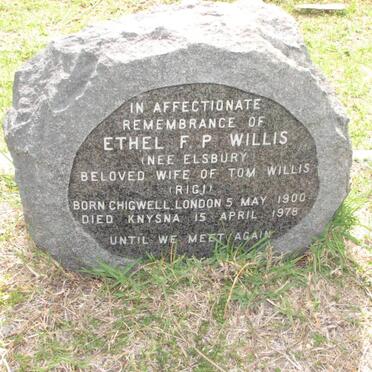 IN AFFECTIONATE
REMEMBRANCE OF
ETHEL F. P. WILLIS
(NEE ELSBURY)
BELOVED WIFE OF TOM WILLIS
(RIGI)
BORN CHIGWELL, LONDON 5 MAY 1900
DIED KNYSNA 15 APRIL 1978
UNTIL WE MEET AGAIN